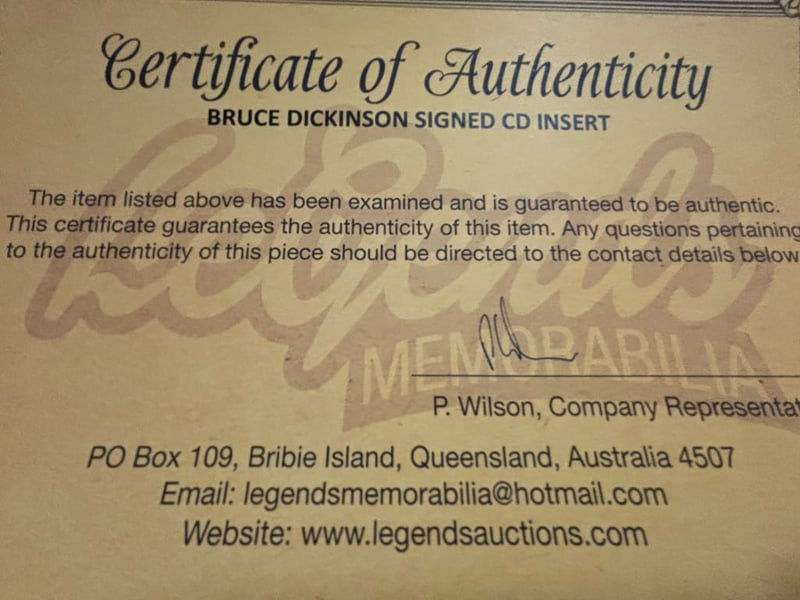 Certificate of Authenticity
BRUCE DICKINSON SIGNED CD INSERT
Legends
MEMORABILIA
The item listed above has been examined and is guaranteed to be authentic.
This certificate guarantees the authenticity of this item. Any questions pertaining
to the authenticity of this piece should be directed to the contact details below
P. Wilson, Company Representat
PO Box 109, Bribie Island, Queensland, Australia 4507
Email: legendsmemorabilia@hotmail.com
Website: www.legendsauctions.com